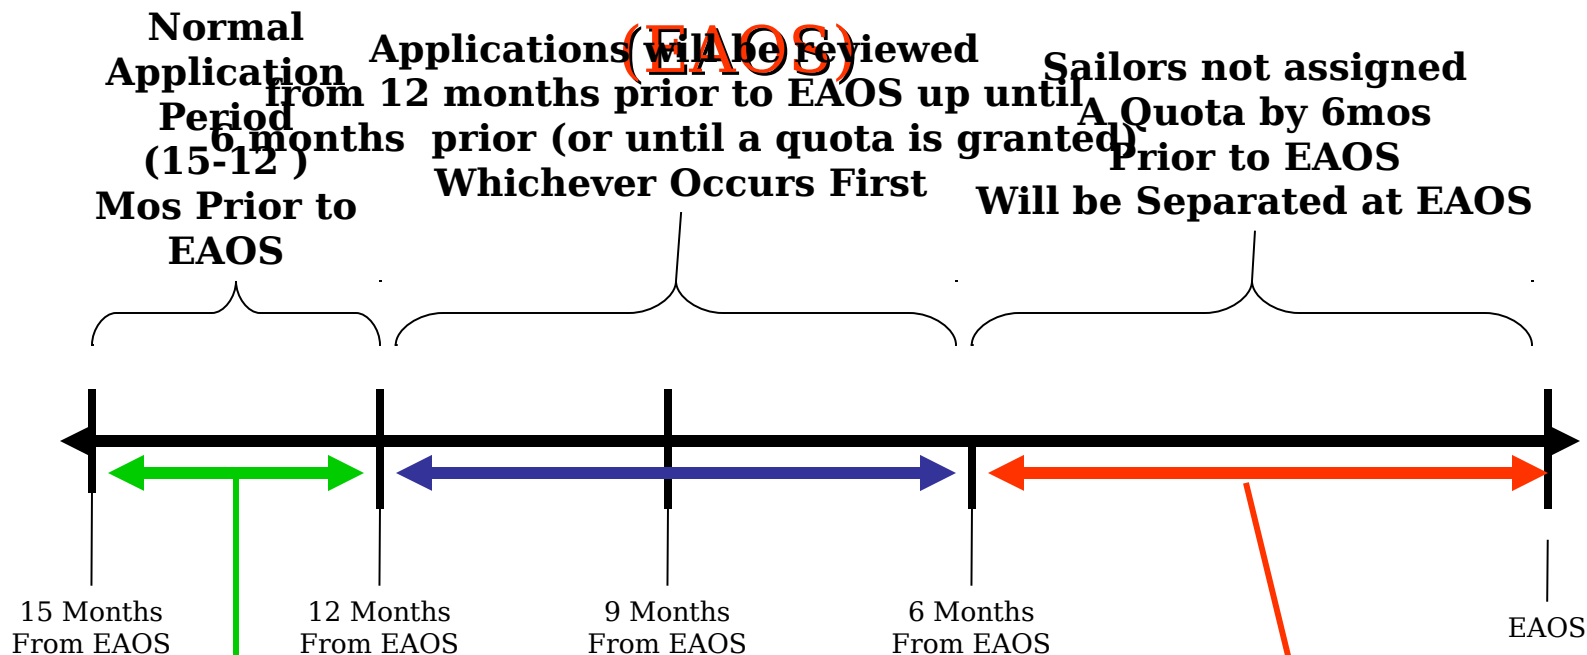 (EAOS)
Normal
Application
Period
(15-12 )
Mos Prior to
EAOS
Applications will be reviewed
from 12 months prior to EAOS up until
6 months  prior (or until a quota is granted)
Whichever Occurs First
Sailors not assigned
A Quota by 6mos
Prior to EAOS
Will be Separated at EAOS
15 Months
From EAOS
12 Months
From EAOS
9 Months
From EAOS
6 Months
From EAOS
EAOS